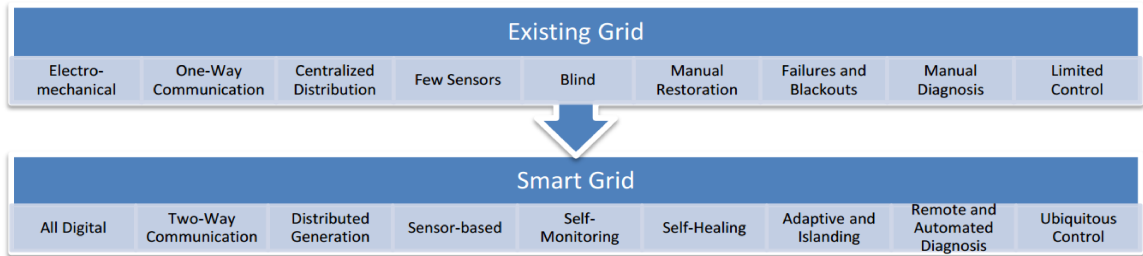 Existing Grid
Electro-
mechanical
One-Way
Communication
Centralized
Distribution
Few Sensors
Blind
Manual
Restoration
Failures and
Blackouts
Manual
Diagnosis
Limited
Control
Smart Grid
All Digital
Two-Way
Communication
Distributed
Generation
Sensor-based
Self-
Monitoring
Self-Healing
Adaptive and
Islanding
Remote and
Automated
Diagnosis
Ubiquitous
Control